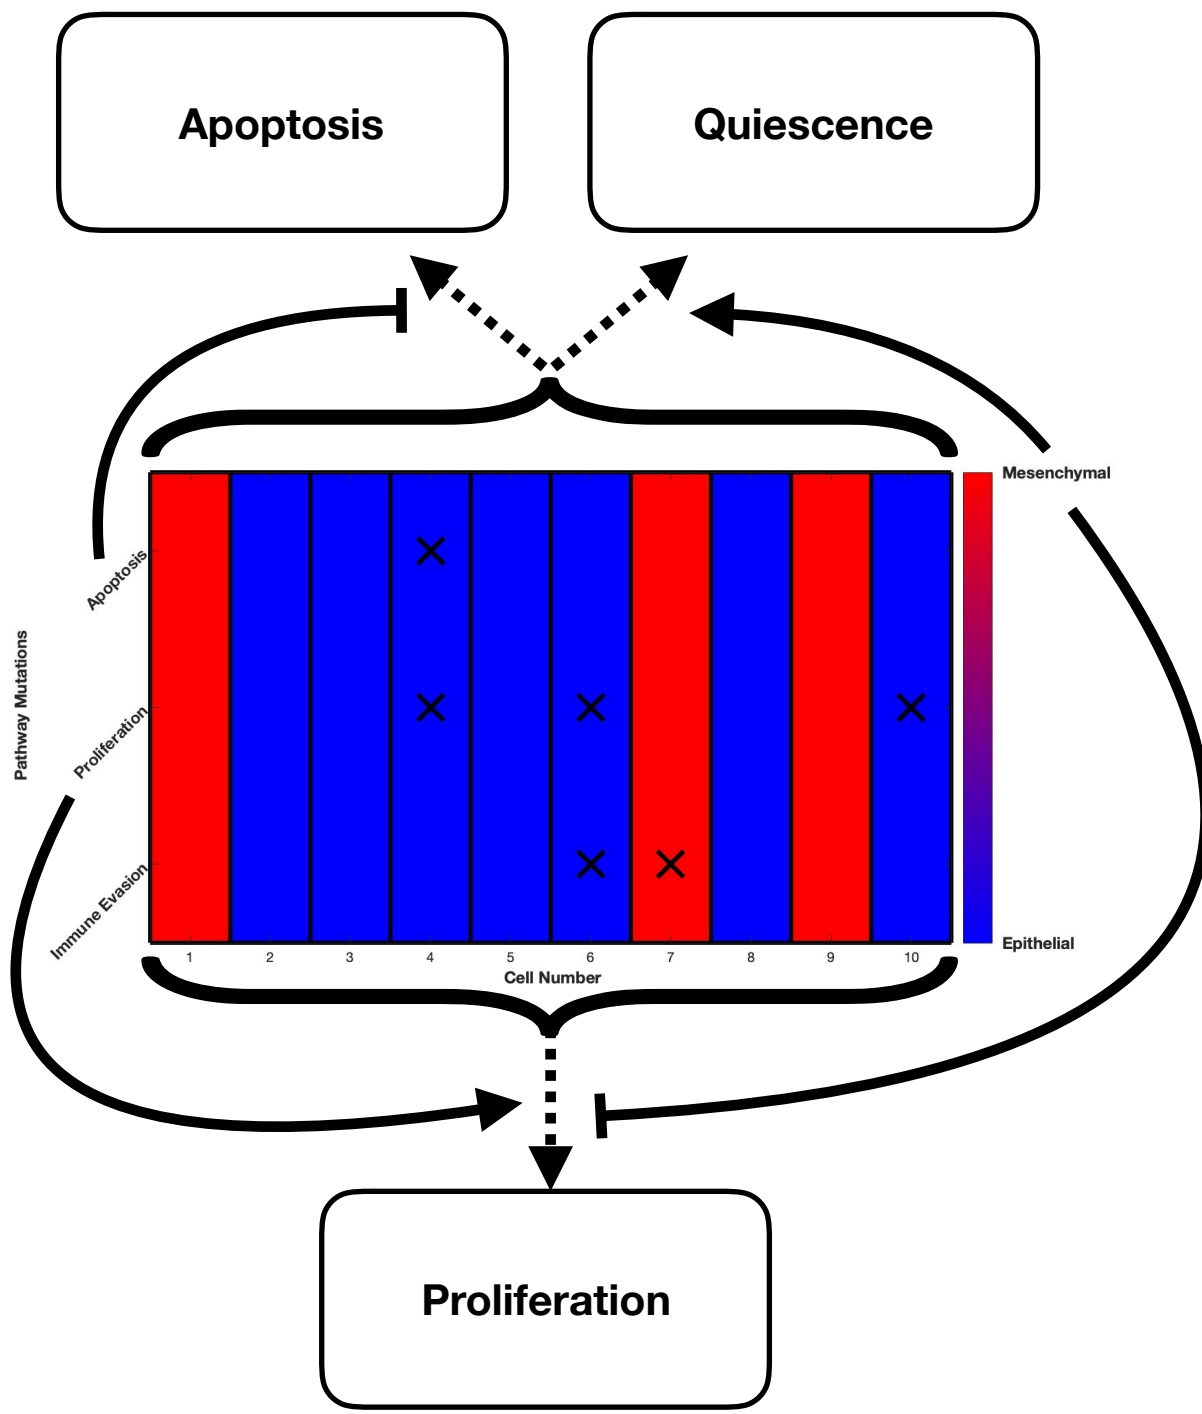 Apoptosis
Quiescence
Mesenchymal
Apoptosis
Pathway Mutations
Proliferation
Immune Evasion
Epithelial
1 2 3 4 5 6 7 8 9 10
Cell Number
Proliferation